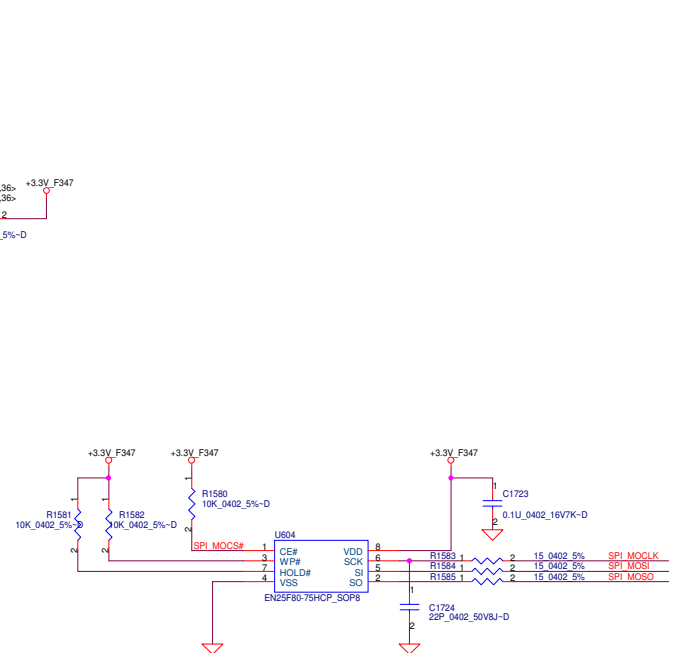 ,36> +3.3V_F347
,36>
2
_5%~D
+3.3V_F347 +3.3V_F347 +3.3V_F347
1 1 1 1
R1580
10K_0402_5%~D
C1723
R1581 R1582
10K_0402_5%~D 10K_0402_5%~D
0.1U_0402_16V7K~D
2 2 2 2
U604
SPI_MOCS# 1 CE# VDD 8
3 WP# SCK 6 R1583 1 2 15_0402_5% SPI_MOCLK
7 HOLD# SI 5 R1584 1 2 15_0402_5% SPI_MOSI
4 VSS SO 2 R1585 1 2 15_0402_5% SPI_MOSO
EN25F80-75HCP_SOP8
1
C1724
22P_0402_50V8J~D
2